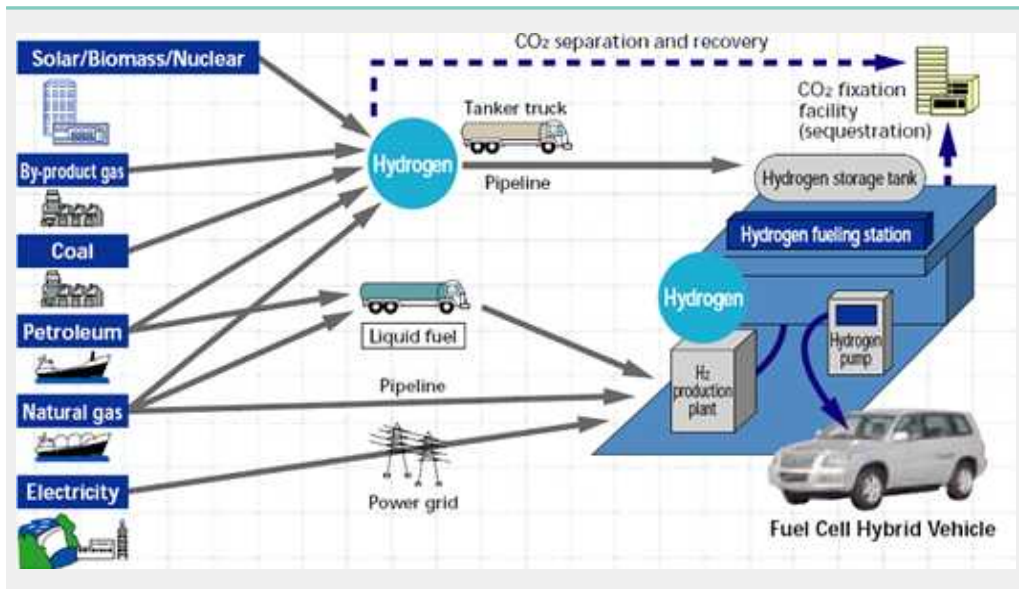 Solar/Biomass/Nuclear
CO₂ separation and recovery
CO₂ fixation
facility
(sequestration)
Tanker truck
By-product gas
Hydrogen
Pipeline
Hydrogen storage tank
Coal
Hydrogen fueling station
Hydrogen
Petroleum
Liquid fuel
Hydrogen
pump
H₂
production
plant
Pipeline
Natural gas
Electricity
Power grid
Fuel Cell Hybrid Vehicle